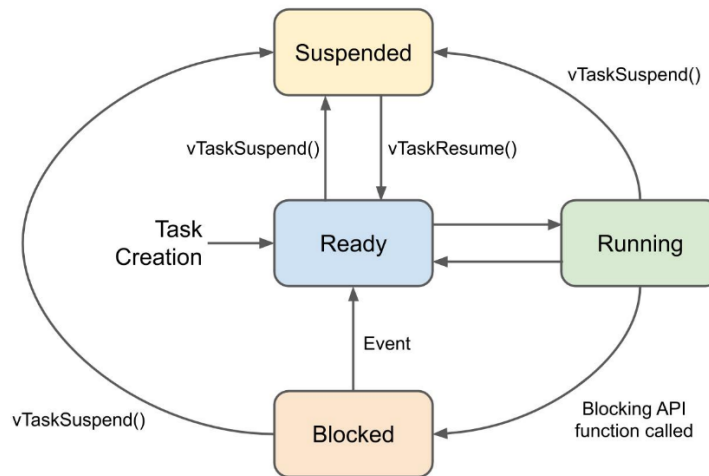 Suspended
vTaskSuspend()
vTaskSuspend()
vTaskResume()
Task
Creation
Ready
Running
Event
vTaskSuspend()
Blocked
Blocking API
function called